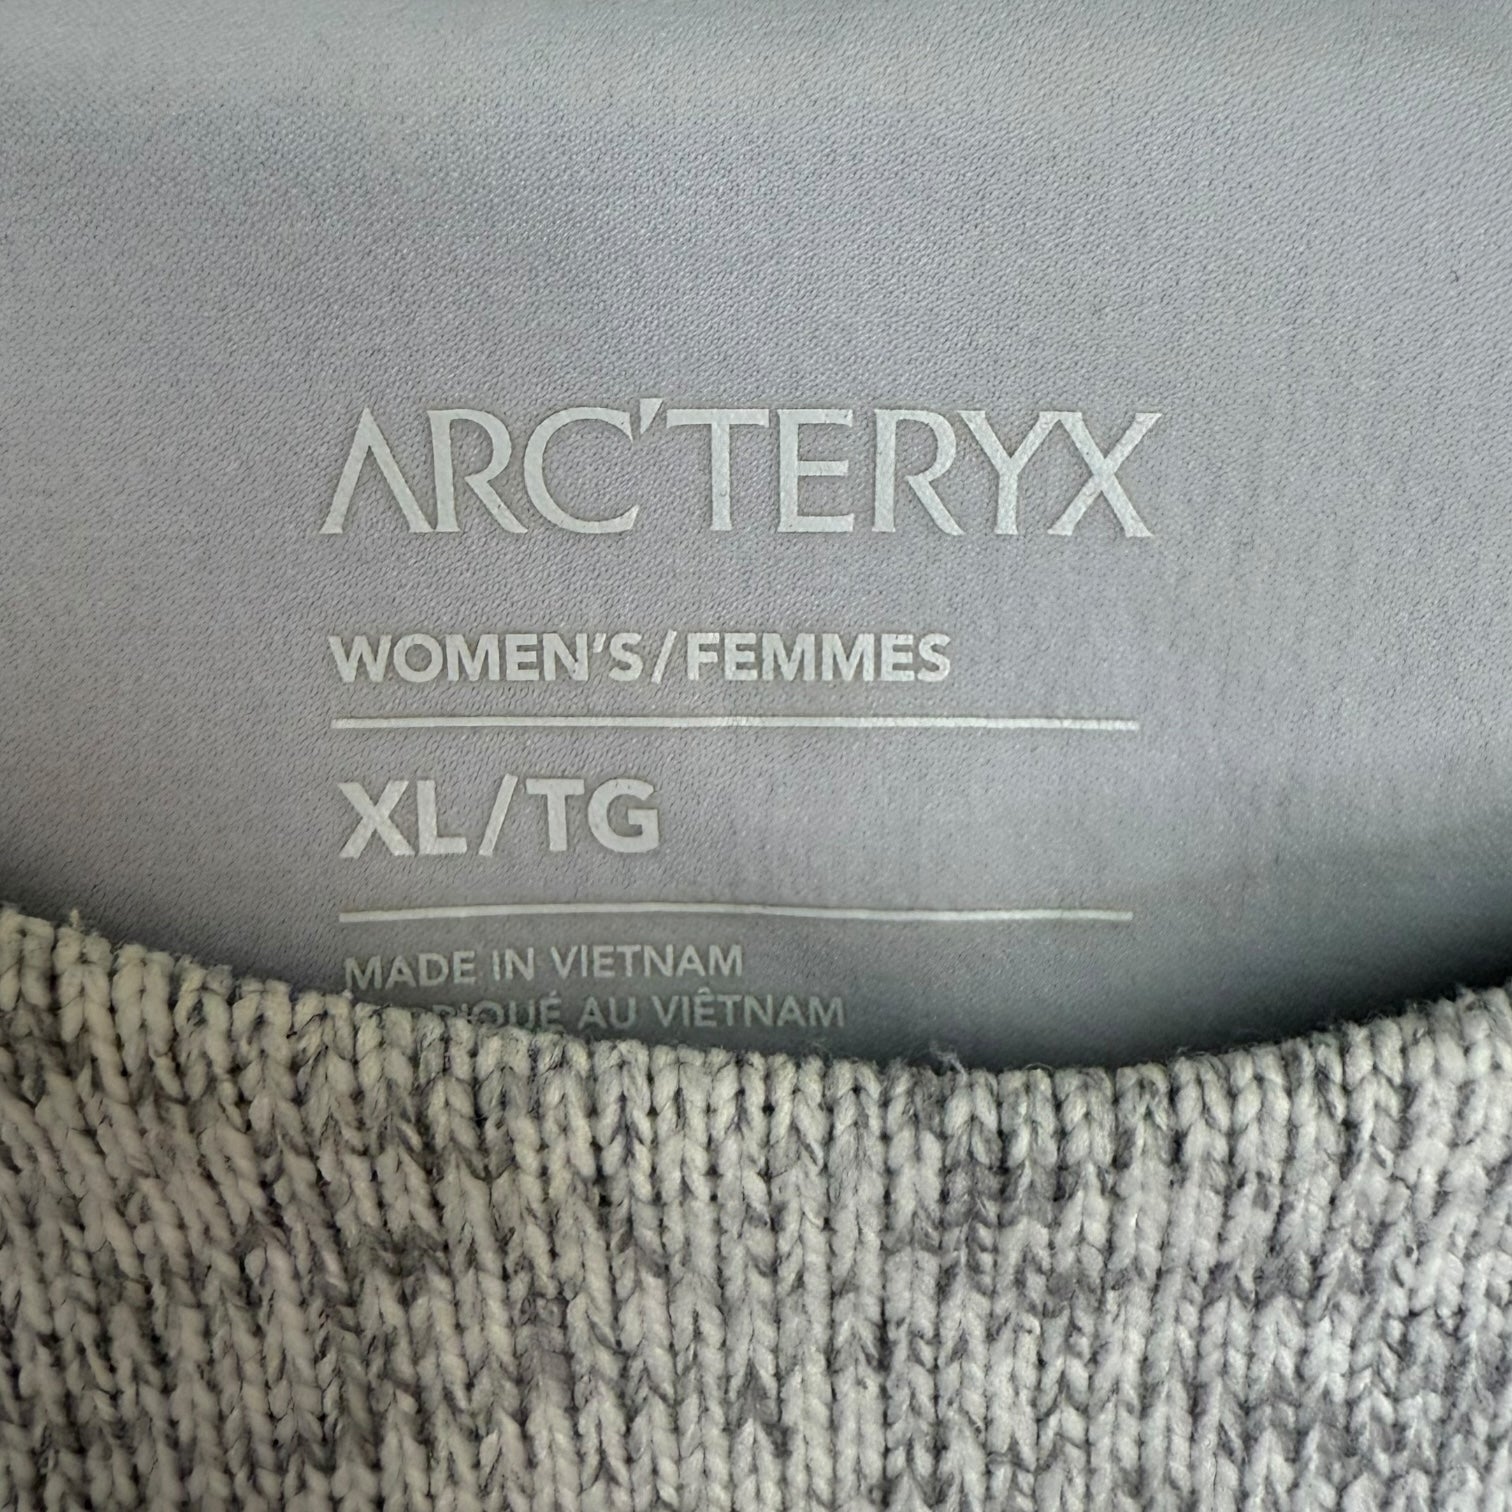 ARC'TERYX
WOMEN'S/FEMMES
XL/TG
MADE IN VIETNAM
AU VIÊTNAM